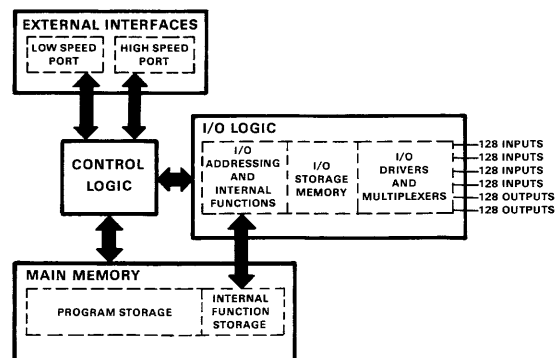 EXTERNAL INTERFACES
LOW SPEED
PORT
HIGH SPEED
PORT
CONTROL
LOGIC
I/O LOGIC
I/O
ADDRESSING
AND
INTERNAL
FUNCTIONS
I/O
STORAGE
MEMORY
I/O
DRIVERS
AND
MULTIPLEXERS
128 INPUTS
128 INPUTS
128 INPUTS
128 INPUTS
128 OUTPUTS
128 OUTPUTS
MAIN MEMORY
PROGRAM STORAGE
INTERNAL
FUNCTION
STORAGE